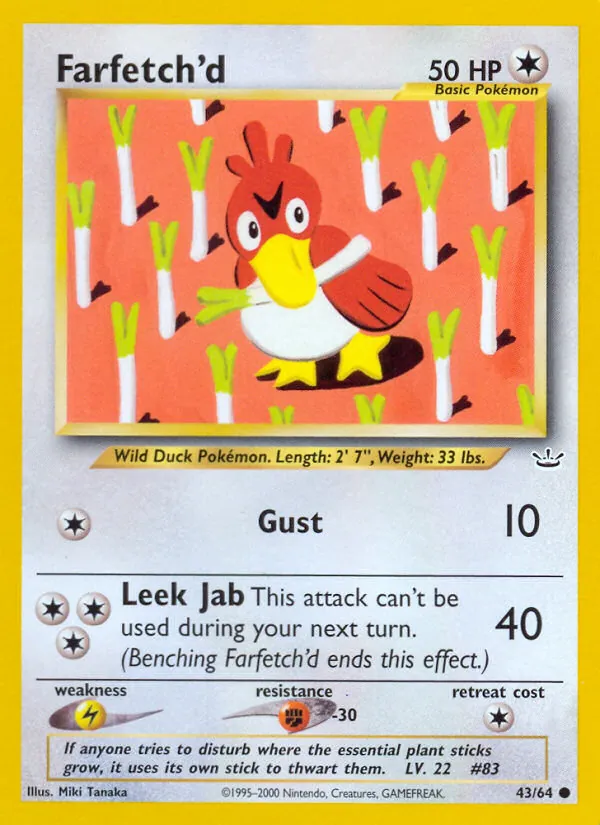 Farfetch'd
50 HP
Basic Pokémon
Wild Duck Pokémon. Length: 2' 7", Weight: 33 lbs.
Gust 10
Leek Jab This attack can't be
used during your next turn.
(Benching Farfetch'd ends this effect.)
40
weakness resistance retreat cost
-30
If anyone tries to disturb where the essential plant sticks
grow, it uses its own stick to thwart them. LV. 22 #83
Illus. Miki Tanaka ©1995-2000 Nintendo, Creatures, GAMEFREAK. 43/64